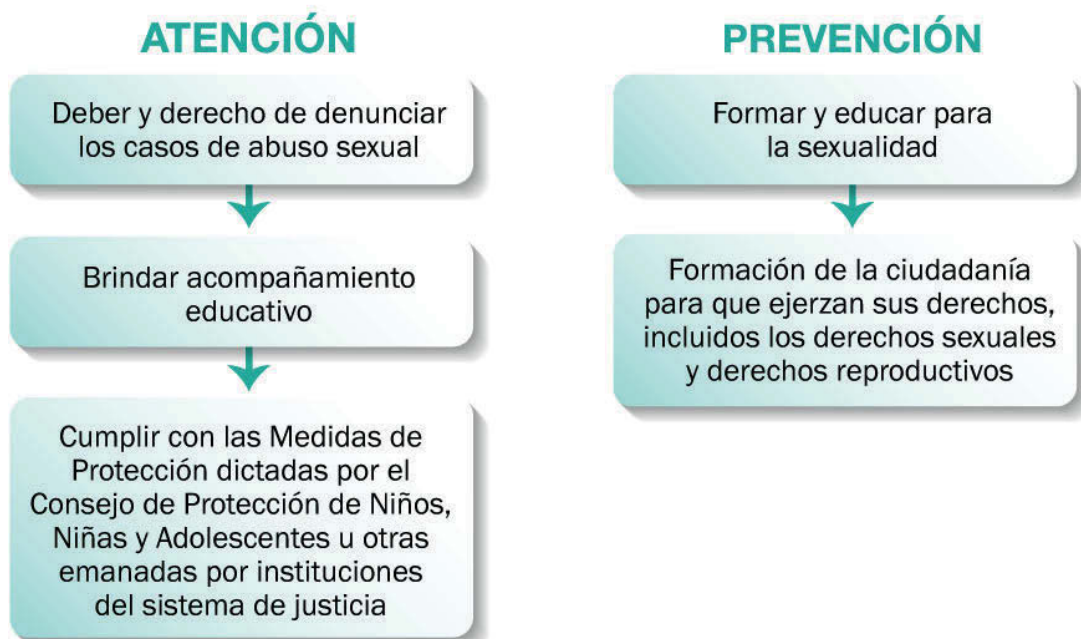 ATENCIÓN
Deber y derecho de denunciar
los casos de abuso sexual
Brindar acompañamiento
educativo
Cumplir con las Medidas de
Protección dictadas por el
Consejo de Protección de Niños,
Niñas y Adolescentes u otras
emanadas por instituciones
del sistema de justicia
PREVENCIÓN
Formar y educar para
la sexualidad
Formación de la ciudadanía
para que ejerzan sus derechos,
incluidos los derechos sexuales
y derechos reproductivos